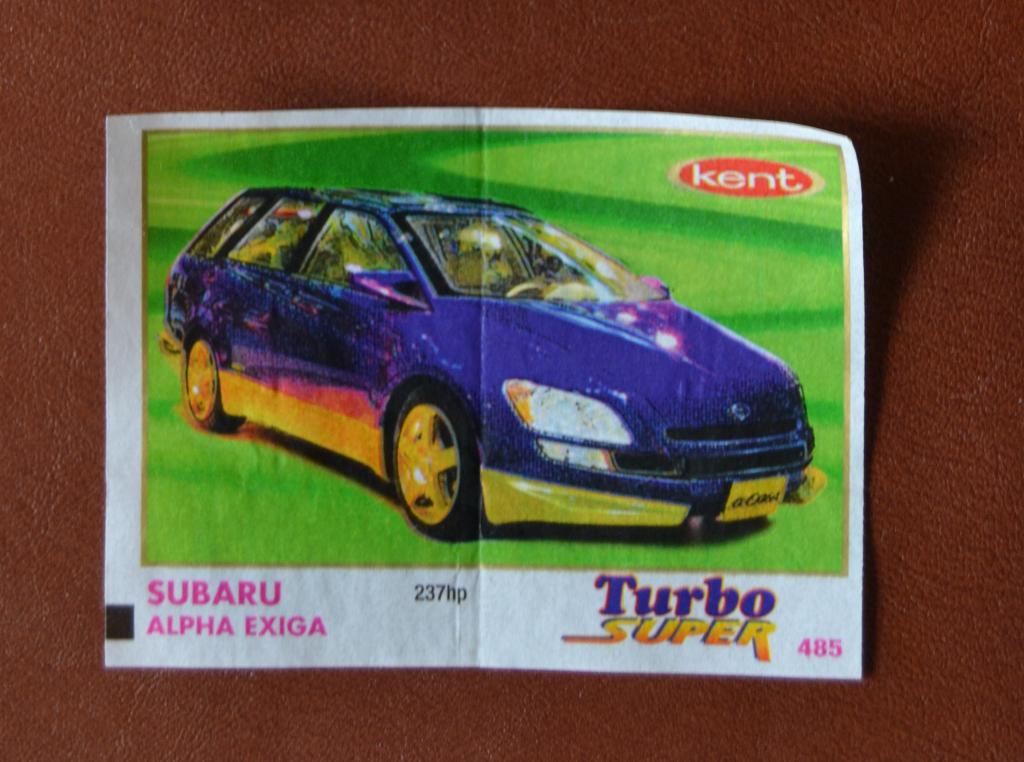 kent
SUBARU
ALPHA EXIGA
237hp
Turbo
SUPER
485